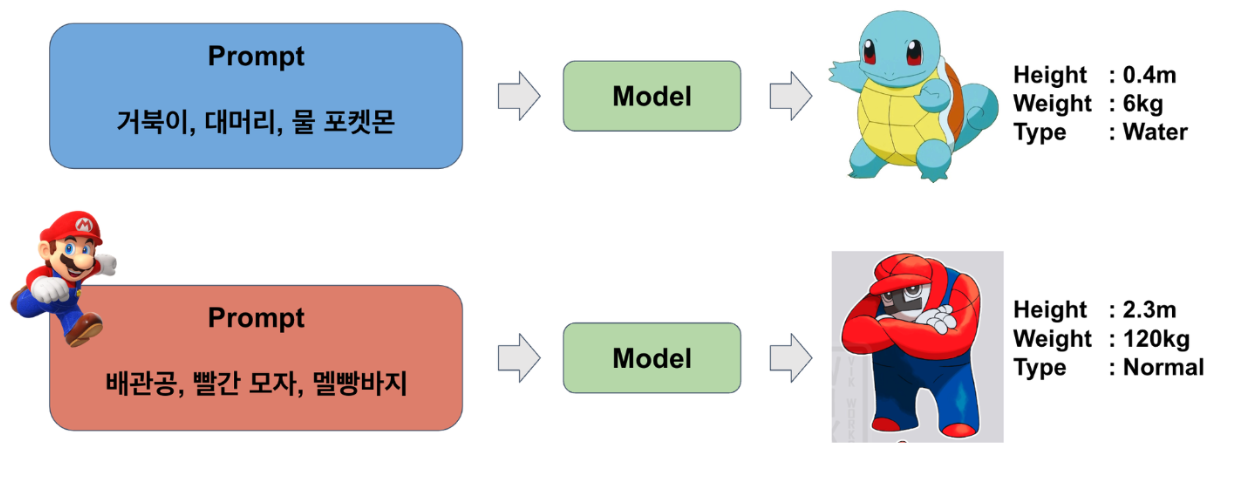 Prompt
거북이, 대머리, 물 포켓몬
Model
Height : 0.4m
Weight : 6kg
Type : Water
M
Prompt
배관공, 빨간 모자, 멜빵바지
Model
Height : 2.3m
Weight : 120kg
Type : Normal